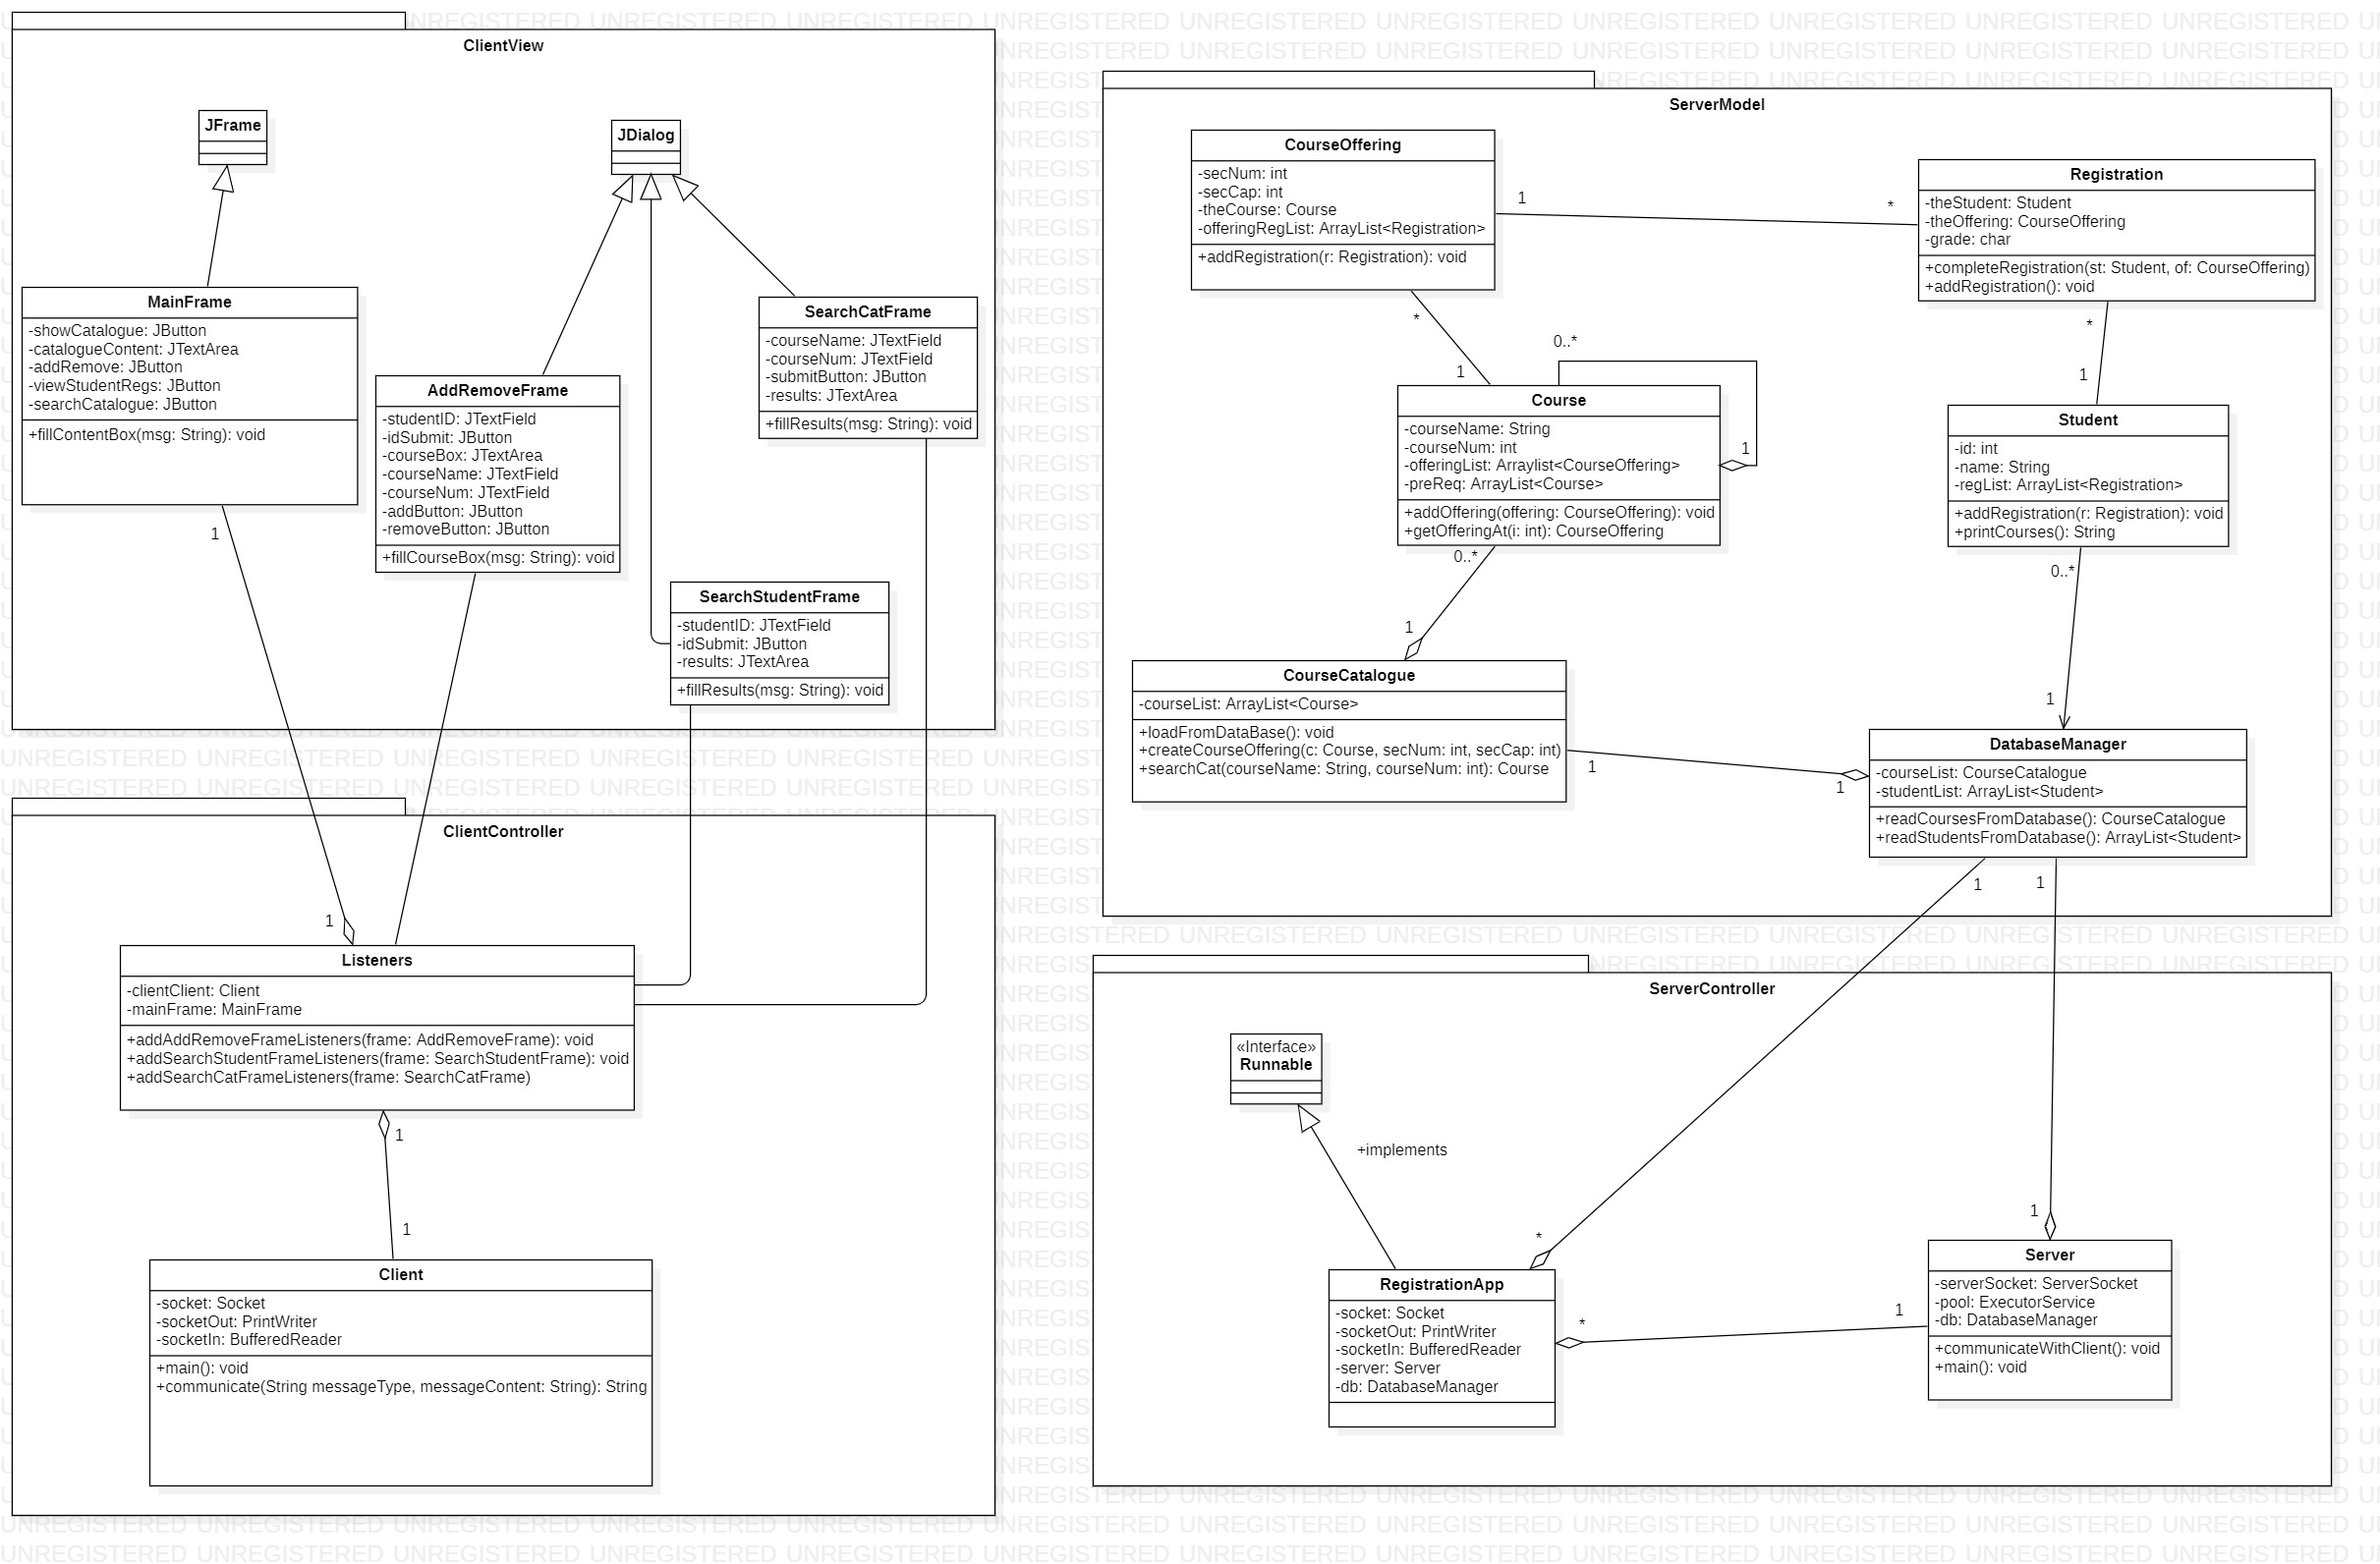 ClientView
JFrame
JDialog
MainFrame
-showCatalogue: JButton
-catalogueContent: JTextArea
-addRemove: JButton
-viewStudentRegs: JButton
-searchCatalogue: JButton
+fillContentBox(msg: String): void
1
AddRemoveFrame
-studentID: JTextField
-idSubmit: JButton
-courseBox: JTextArea
-courseName: JTextField
-courseNum: JTextField
-addButton: JButton
-removeButton: JButton
+fillCourseBox(msg: String): void
SearchCatFrame
-courseName: JTextField
-courseNum: JTextField
-submitButton: JButton
-results: JTextArea
+fillResults(msg: String): void
SearchStudentFrame
-studentID: JTextField
-idSubmit: JButton
-results: JTextArea
+fillResults(msg: String): void
ClientController
1
Listeners
-clientClient: Client
-mainFrame: MainFrame
+addAddRemoveFrameListeners(frame: AddRemoveFrame): void
+addSearchStudentFrameListeners(frame: SearchStudentFrame): void
+addSearchCatFrameListeners(frame: SearchCatFrame)
1
1
Client
-socket: Socket
-socketOut: PrintWriter
-socketIn: BufferedReader
+main(): void
+communicate(String messageType, messageContent: String): String
ServerModel
CourseOffering
-secNum: int
-secCap: int
-theCourse: Course
-offeringRegList: ArrayList<Registration>
+addRegistration(r: Registration): void
1
*
Registration
-theStudent: Student
-theOffering: CourseOffering
-grade: char
+completeRegistration(st: Student, of: CourseOffering)
+addRegistration(): void
*
1
*
1
0..*
1
Course
-courseName: String
-courseNum: int
-offeringList: Arraylist<CourseOffering>
-preReq: ArrayList<Course>
+addOffering(offering: CourseOffering): void
+getOfferingAt(i: int): CourseOffering
Student
-id: int
-name: String
-regList: ArrayList<Registration>
+addRegistration(r: Registration): void
+printCourses(): String
0..*
1
0..*
1
CourseCatalogue
-courseList: ArrayList<Course>
+loadFromDataBase(): void
+createCourseOffering(c: Course, secNum: int, secCap: int)
+searchCat(courseName: String, courseNum: int): Course
1
1
DatabaseManager
-courseList: CourseCatalogue
-studentList: ArrayList<Student>
+readCoursesFromDatabase(): CourseCatalogue
+readStudentsFromDatabase(): ArrayList<Student>
1
1
ServerController
«Interface»
Runnable
+implements
*
1
RegistrationApp
-socket: Socket
-socketOut: PrintWriter
-socketIn: BufferedReader
-server: Server
-db: DatabaseManager
*
1
Server
-serverSocket: ServerSocket
-pool: ExecutorService
-db: DatabaseManager
+communicateWithClient(): void
+main(): void
UNREGISTERED